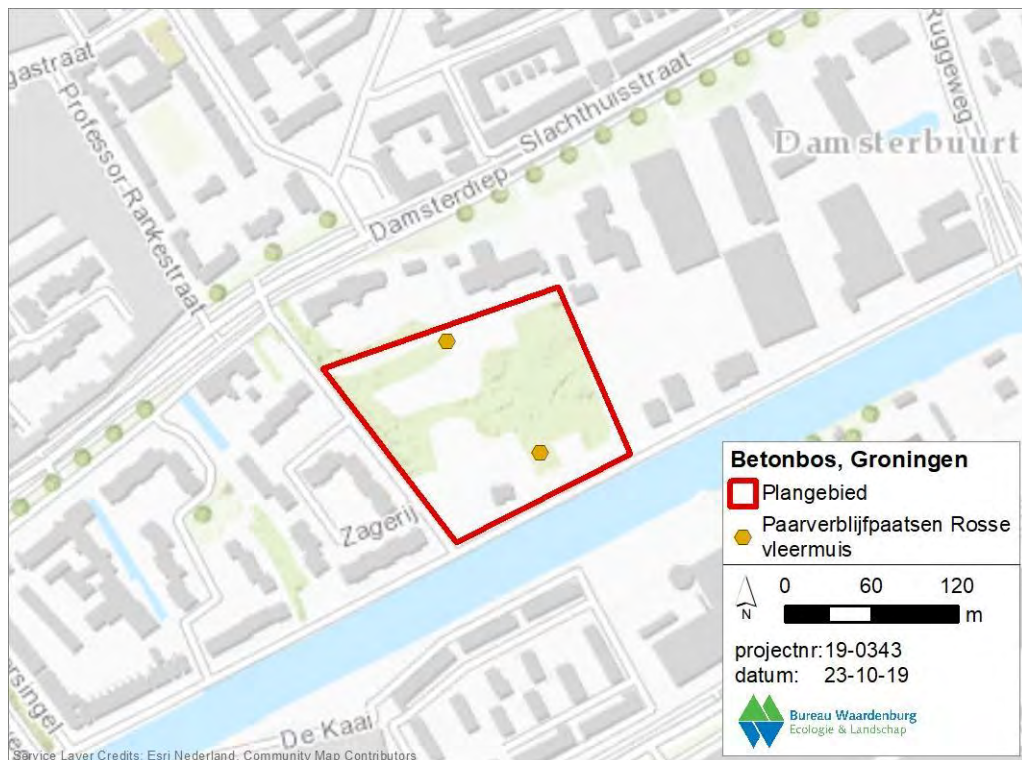 gastraat
Professor Rankestraat
Damsterdiep
Slachthuisstraat
Ruggeweg
Damsterbuurt
Zagerij
De Kaai
ersingel
Betonbos, Groningen
Plangebied
Paarverblijfpaatsen Rosse
vleermuis
N
0 60 120
m
projectnr: 19-0343
datum: 23-10-19
Bureau Waardenburg
Ecologie & Landschap
Service Layer Credits: Esri Nederland, Community Map Contributors